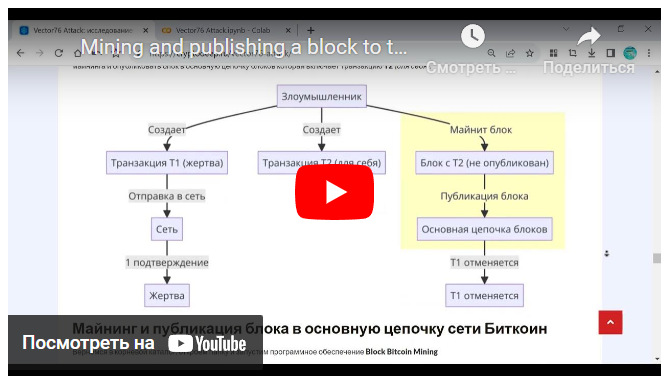 Vector76 Attack: исследование
Vector76 Attack.ipynb - Colab
Mining and publishing a block to t...
Смотреть ...
Поделиться
майнинга и опубликовать блок в основную цепочку блоков которая включает транзакцию T2 (для себя)
Злоумышленник
Создает
Создает
Майнит блок
Транзакция T1 (жертва)
Транзакция T2 (для себя)
Блок с T2 (не опубликован)
Отправка в сеть
Публикация блока
Сеть
Основная цепочка блоков
1 подтверждение
T1 отменяется
Жертва
T1 отменяется
Майнинг и публикация блока в основную цепочку сети Биткоин
Посмотреть на YouTube
программное обеспечение Block Bitcoin Mining